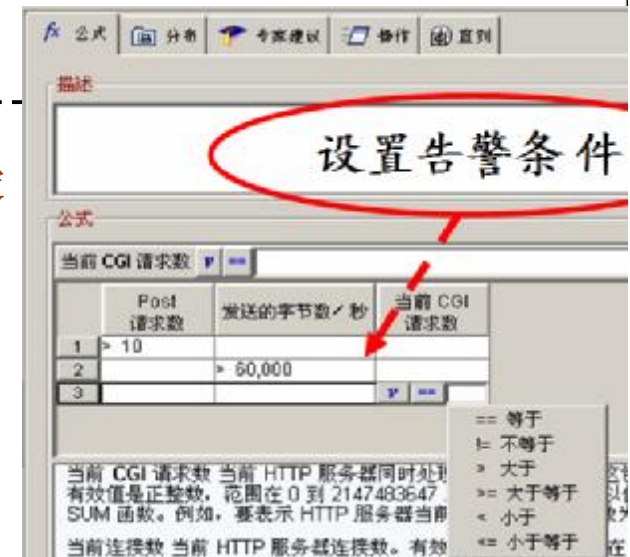 fx 公式 分布 专家建议 操作 直列
描述
设置告警条件
公式
当前 CGI 请求数 v ==
Post 请求数 发送的字节数/秒 当前 CGI 请求数
1 > 10
2 > 60,000
3 v ==
== 等于
!= 不等于
> 大于
>= 大于等于
< 小于
<= 小于等于
当前 CGI 请求数 当前 HTTP 服务器同时处理
有效值是正整数，范围在 0 到 2147483647
SUM 函数。例如，要表示 HTTP 服务器当前
当前连接数 当前 HTTP 服务器连接数。有效 在